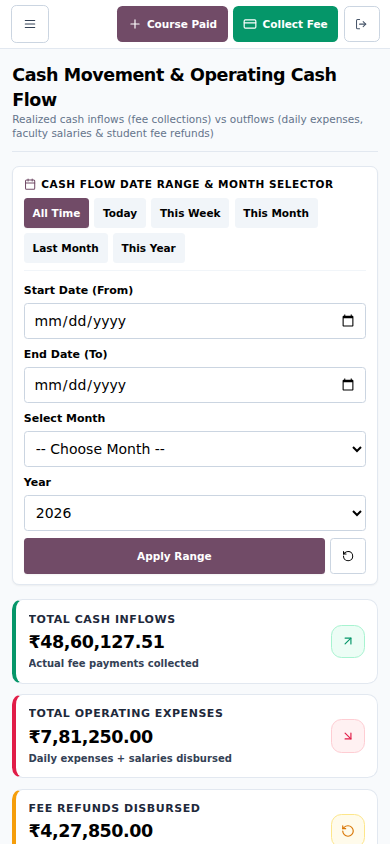 Course Paid
Collect Fee
Cash Movement & Operating Cash
Flow
Realized cash inflows (fee collections) vs outflows (daily expenses,
faculty salaries & student fee refunds)
CASH FLOW DATE RANGE & MONTH SELECTOR
All Time
Today
This Week
This Month
Last Month
This Year
Start Date (From)
mm/dd/yyyy
End Date (To)
mm/dd/yyyy
Select Month
-- Choose Month --
Year
2026
Apply Range
TOTAL CASH INFLOWS
₹48,60,127.51
Actual fee payments collected
TOTAL OPERATING EXPENSES
₹7,81,250.00
Daily expenses + salaries disbursed
FEE REFUNDS DISBURSED
₹4,27,850.00